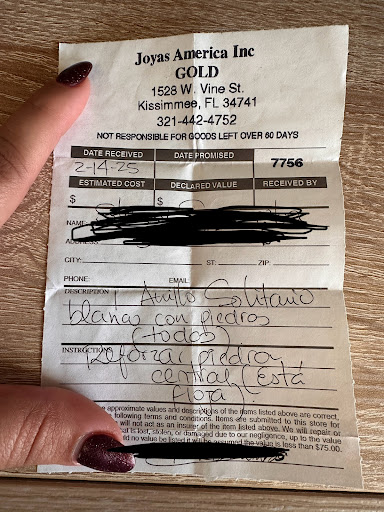 Joyas America Inc
GOLD
1528 W. Vine St.
Kissimmee, FL 34741
321-442-4752
NOT RESPONSIBLE FOR GOODS LEFT OVER 60 DAYS
DATE RECEIVED DATE PROMISED 7756
2-14-25
ESTIMATED COST DECLARED VALUE RECEIVED BY
$ $
NAME
ADDRESS
CITY: ST: ZIP:
PHONE EMAIL
DESCRIPTION 1 Anillo Solitario
blancas con piedras
(todas)
INSTRUCTIONS Reforzar piedra
central (está
floja).
approximate values and descriptions of the items listed above are correct,
following terms and conditions. Items are submitted to this store for
will not act as an insurer of the item listed above. We will repair or
that is lost, stolen, or damaged due to our negligence, up to the value
no value be listed it will be assumed the value is less than $75.00.